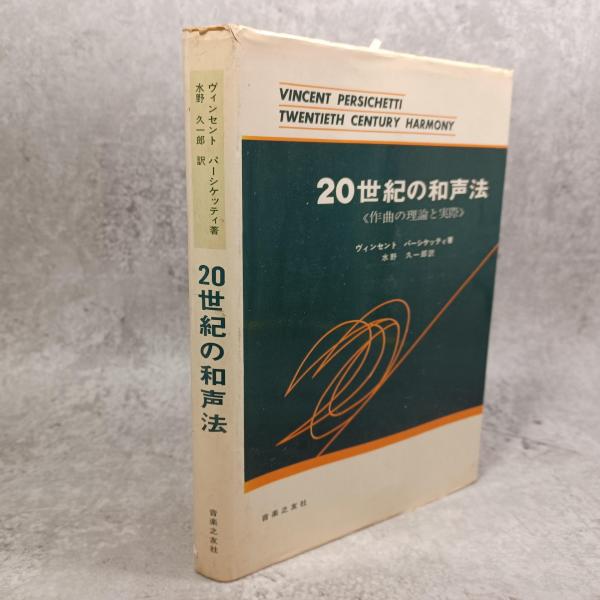 ヴィンセント パーシケッティ著
水野 久一郎 訳
20世紀の和声法
音楽之友社
VINCENT PERSICHETTI
TWENTIETH CENTURY HARMONY
20世紀の和声法
《作曲の理論と実際》
ヴィンセント パーシケッティ著
水野 久一郎訳
音楽之友社